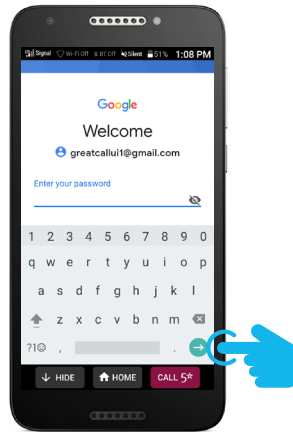 Signal Wi-Fi Off BT Off Silent 51% 1:08 PM
Google
Welcome
greatcallui1@gmail.com
Enter your password
1 2 3 4 5 6 7 8 9 0
q w e r t y u i o p
a s d f g h j k l
z x c v b n m
?1☺ , .
HIDE HOME CALL 5☆